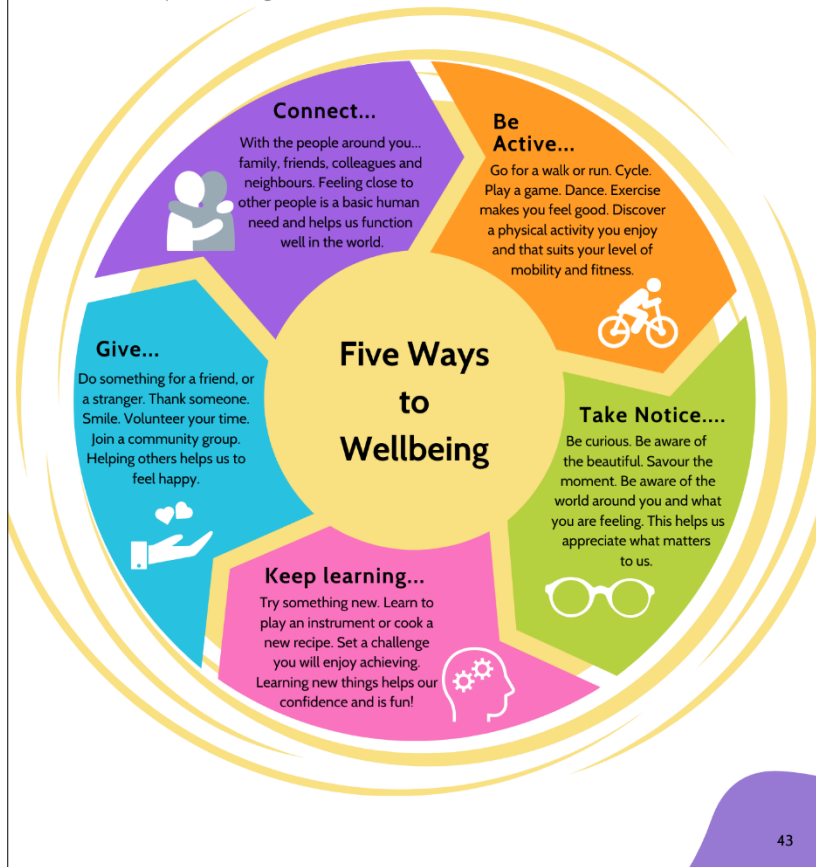 Connect...
With the people around you...
family, friends, colleagues and
neighbours. Feeling close to
other people is a basic human
need and helps us function
well in the world.
Be
Active...
Go for a walk or run. Cycle.
Play a game. Dance. Exercise
makes you feel good. Discover
a physical activity you enjoy
and that suits your level of
mobility and fitness.
Take Notice....
Be curious. Be aware of
the beautiful. Savour the
moment. Be aware of the
world around you and what
you are feeling. This helps us
appreciate what matters
to us.
Keep learning...
Try something new. Learn to
play an instrument or cook a
new recipe. Set a challenge
you will enjoy achieving.
Learning new things helps our
confidence and is fun!
Give...
Do something for a friend, or
a stranger. Thank someone.
Smile. Volunteer your time.
Join a community group.
Helping others helps us to
feel happy.
Five Ways
to
Wellbeing
43